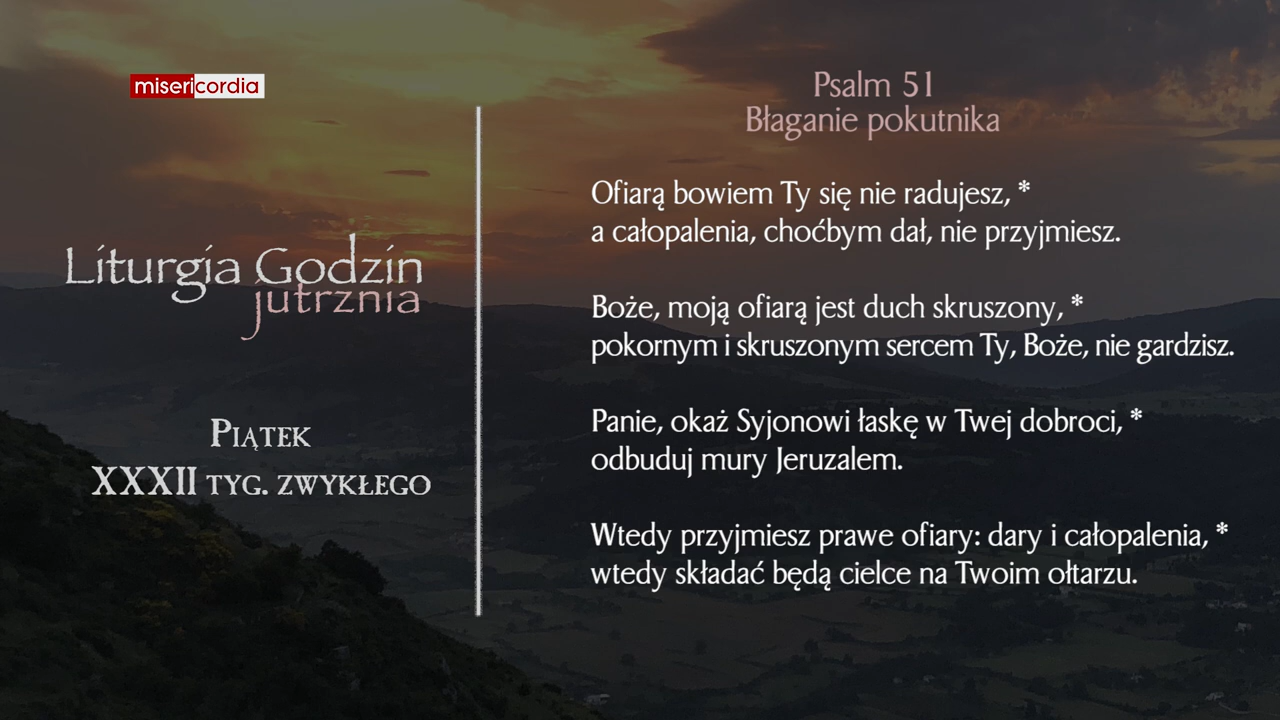 misericordia
Liturgia Godzin
jutrznia
Piątek
XXXII tyg. zwykłego
Psalm 51
Błaganie pokutnika
Ofiarą bowiem Ty się nie radujesz, *
a całopalenia, choćbym dał, nie przyjmiesz.
Boże, moją ofiarą jest duch skruszony, *
pokornym i skruszonym sercem Ty, Boże, nie gardzisz.
Panie, okaż Syjonowi łaskę w Twej dobroci, *
odbuduj mury Jeruzalem.
Wtedy przyjmiesz prawe ofiary: dary i całopalenia, *
wtedy składać będą cielce na Twoim ołtarzu.